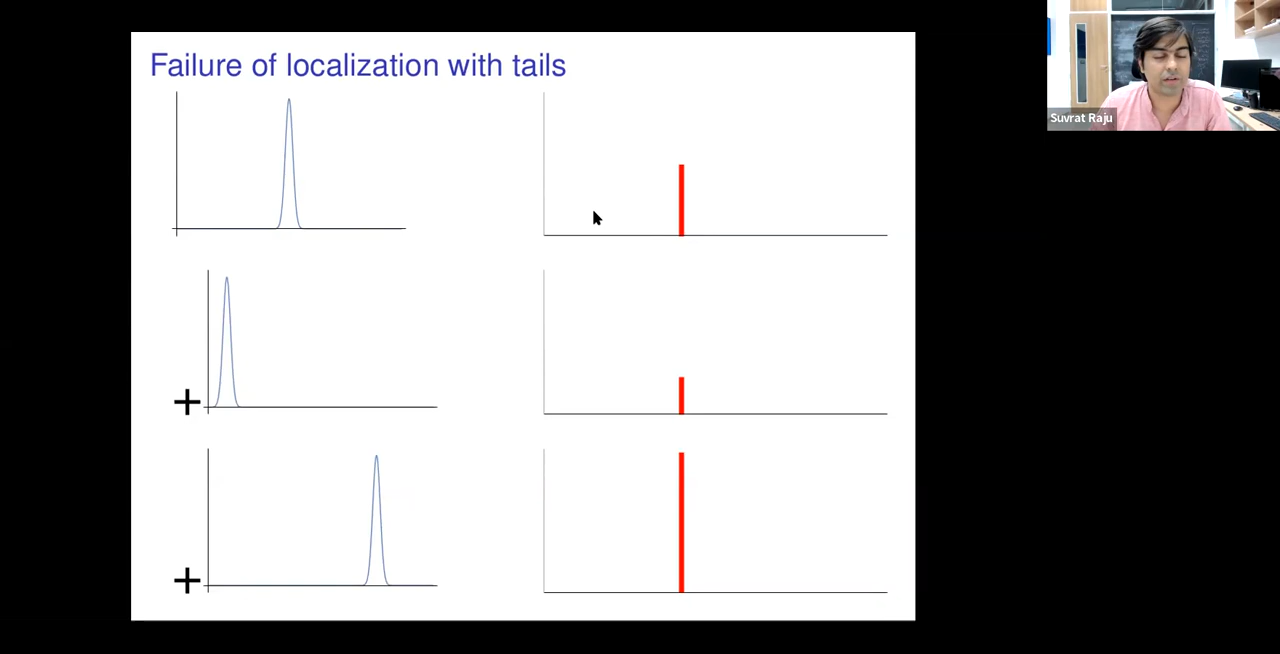 Failure of localization with tails
+
+
Suvrat Raju